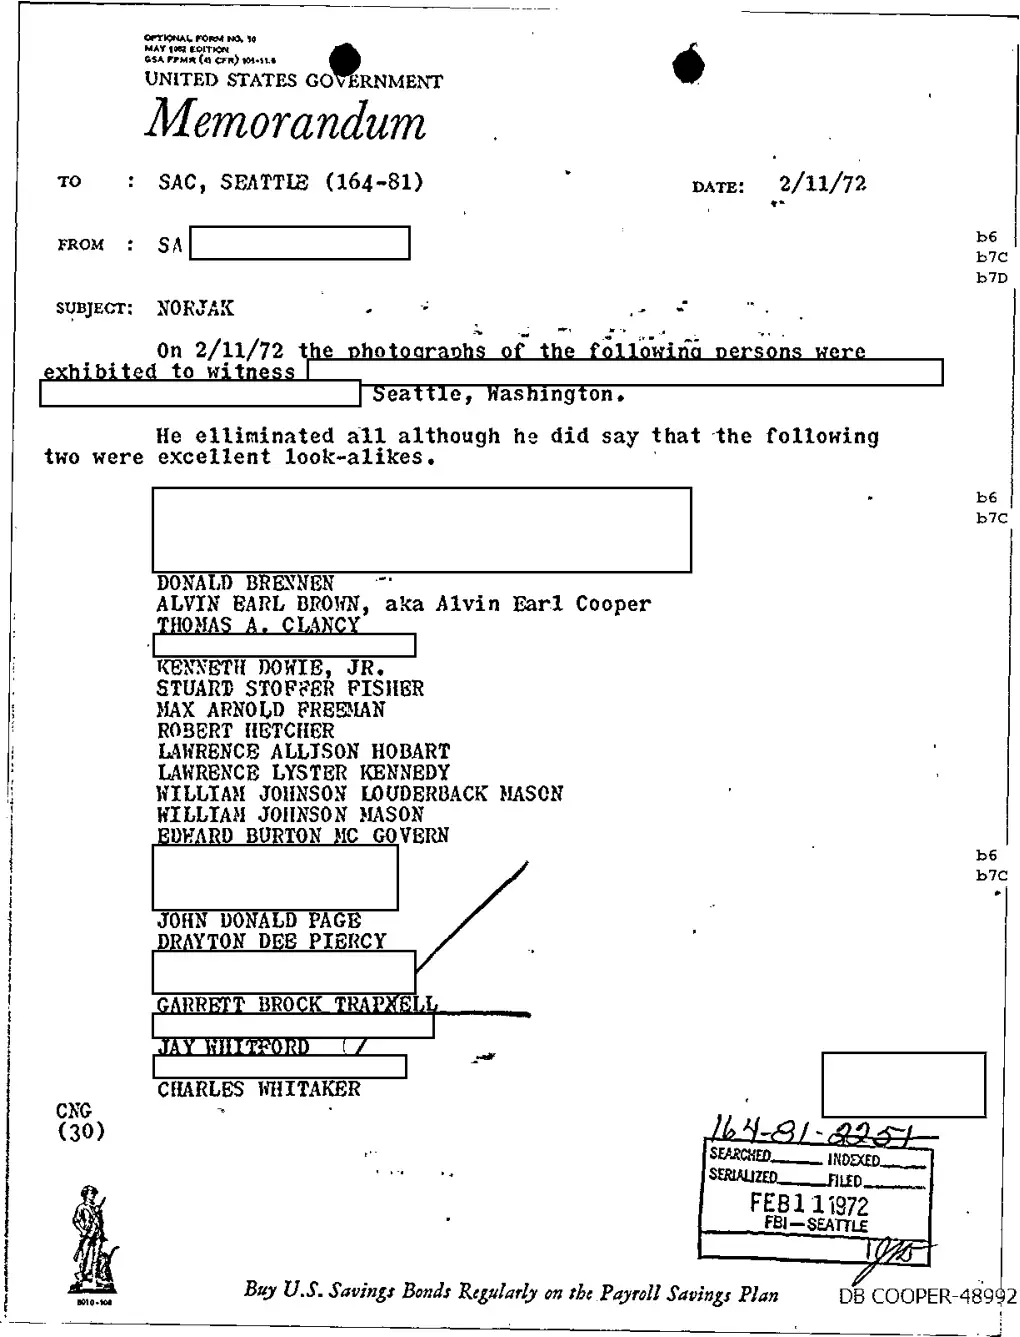 OPTIONAL FORM NO. 10
MAY 1962 EDITION
GSA FPMR (41 CFR) 101-11.6
UNITED STATES GOVERNMENT
Memorandum
TO : SAC, SEATTLE (164-81) DATE: 2/11/72
FROM : SA
b6
b7C
b7D
SUBJECT: NORJAK
On 2/11/72 the photographs of the following persons were
exhibited to witness
Seattle, Washington.
He elliminated all although he did say that the following
two were excellent look-alikes.
b6
b7C
DONALD BRENNEN
ALVIN EARL BROWN, aka Alvin Earl Cooper
THOMAS A. CLANCY
KENNETH DOWIE, JR.
STUART STOFFER FISHER
MAX ARNOLD FREEMAN
ROBERT HETCHER
LAWRENCE ALLISON HOBART
LAWRENCE LYSTER KENNEDY
WILLIAM JOHNSON LOUDERBACK MASON
WILLIAM JOHNSON MASON
EDWARD BURTON MC GOVERN
b6
b7C
JOHN DONALD PAGE
DRAYTON DEE PIERCY
GARRETT BROCK TRAPNELL
JAY WHITFORD
CHARLES WHITAKER
CNG
(30)
164-81-2251
SEARCHED INDEXED
SERIALIZED FILED
FEB 11 1972
FBI — SEATTLE
5010-108
Buy U.S. Savings Bonds Regularly on the Payroll Savings Plan
DB COOPER-48992